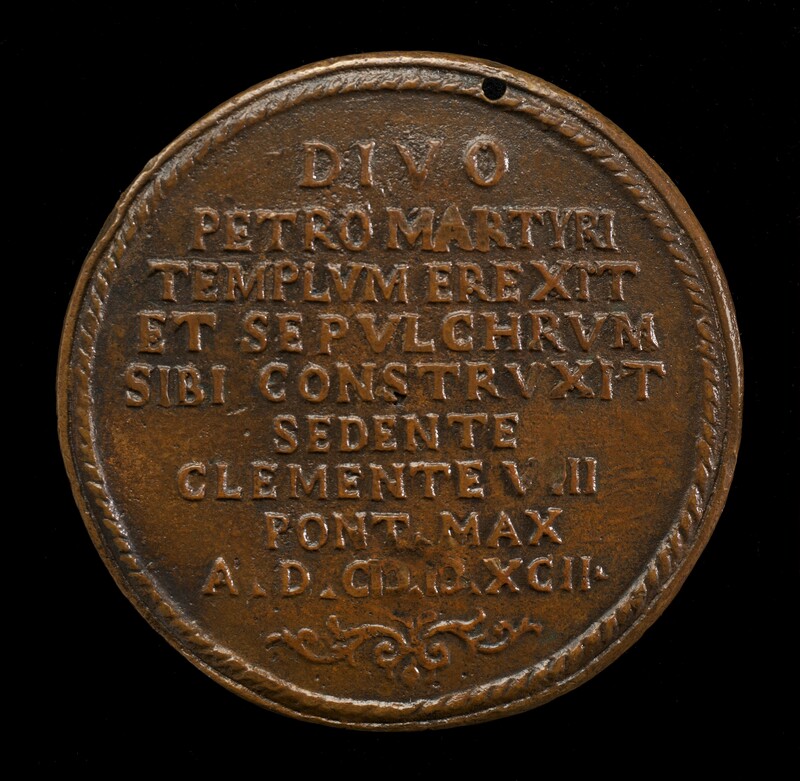 DIVO
PETRO MARTYRI
TEMPLVM EREXIT
ET SEPVLCHRVM
SIBI CONSTRVXIT
SEDENTE
CLEMENTE VIII
PONT. MAX
A.D.CIↃ.IↃ.XCII.